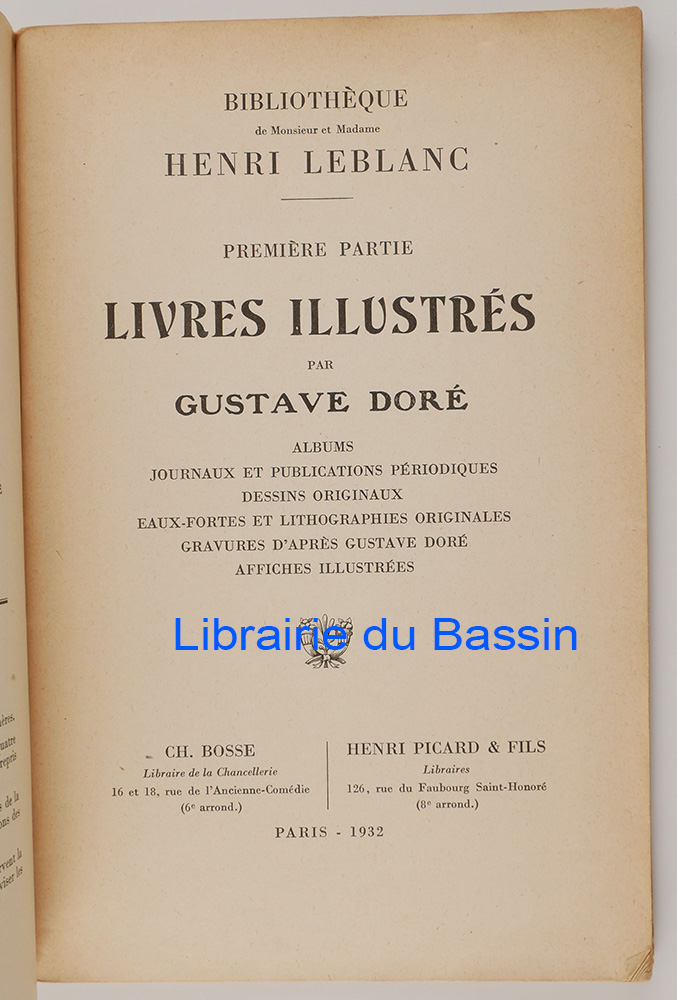 BIBLIOTHÈQUE
de Monsieur et Madame
HENRI LEBLANC
PREMIÈRE PARTIE
LIVRES ILLUSTRÉS
PAR
GUSTAVE DORÉ
ALBUMS
JOURNAUX ET PUBLICATIONS PÉRIODIQUES
DESSINS ORIGINAUX
EAUX-FORTES ET LITHOGRAPHIES ORIGINALES
GRAVURES D'APRÈS GUSTAVE DORÉ
AFFICHES ILLUSTRÉES
Librairie du Bassin
CH. BOSSE
Libraire de la Chancellerie
16 et 18, rue de l'Ancienne-Comédie
(6e arrond.)
HENRI PICARD & FILS
Libraires
126, rue du Faubourg Saint-Honoré
(8e arrond.)
PARIS - 1932